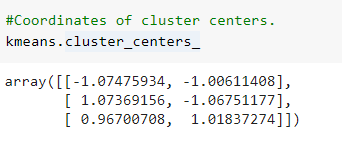 #Coordinates of cluster centers.
kmeans.cluster_centers_
array([[-1.07475934, -1.00611408],
       [ 1.07369156, -1.06751177],
       [ 0.96700708,  1.01837274]])